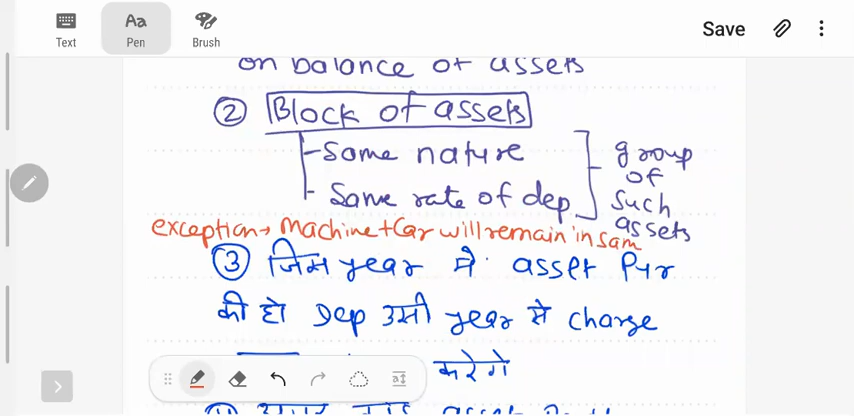 Text
Pen
Brush
Save
on balance of assets
② Block of assets
- Same nature
- Same rate of dep
group
of
such
assets
exception → Machine + Car will remain in sam
③ जिस year मे asset Pur
की हो Dep उसी year से charge
करेगे